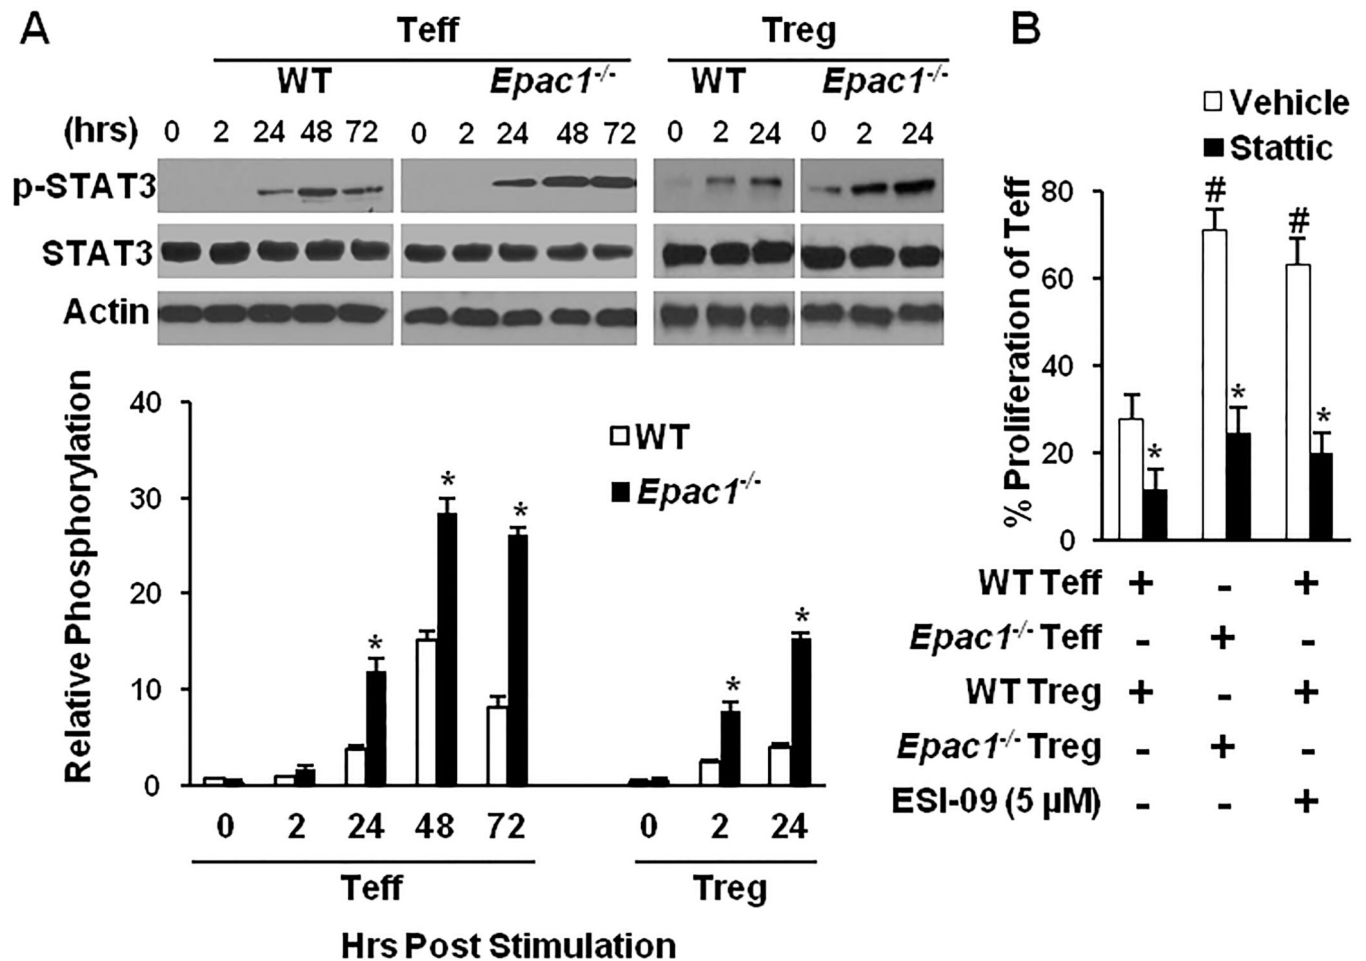 A
Teff
Treg
B
WT
Epac1-/-
WT
Epac1-/-
(hrs) 0 2 24 48 72 0 2 24 48 72 0 2 24 0 2 24
p-STAT3
STAT3
Actin
Relative Phosphorylation
40
30
20
10
0
WT
Epac1-/-
* * * * *
0 2 24 48 72 0 2 24
Teff
Treg
Hrs Post Stimulation
Vehicle
Stattic
% Proliferation of Teff
80
60
40
20
0
# #
* * *
WT Teff + - +
Epac1-/- Teff - + -
WT Treg + - +
Epac1-/- Treg - + -
ESI-09 (5 µM) - - +